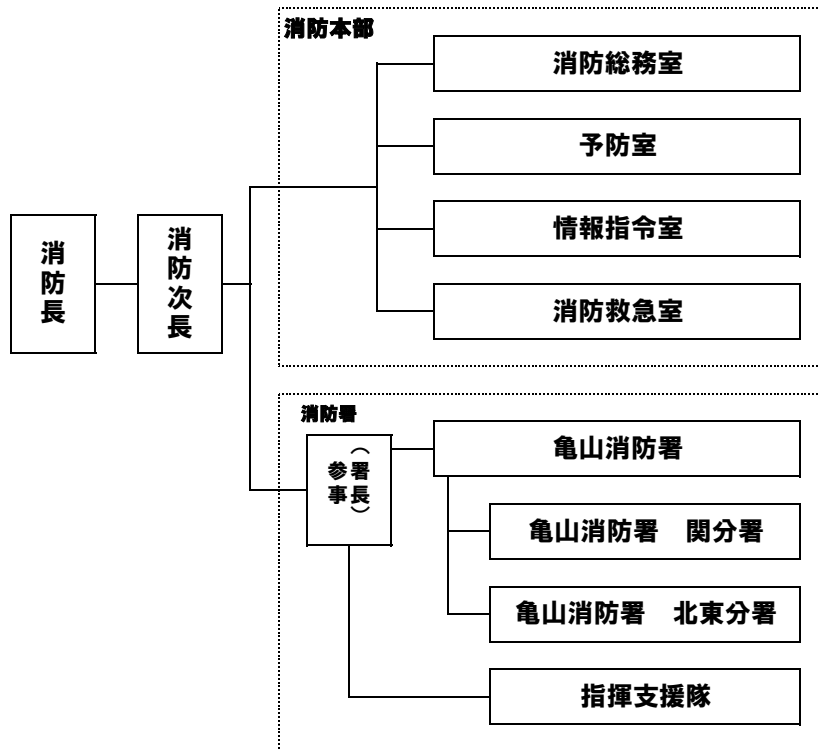 消防本部
消防総務室
予防室
情報指令室
消防救急室
消防長
消防次長
消防署
（署長）
参事
亀山消防署
亀山消防署　関分署
亀山消防署　北東分署
指揮支援隊